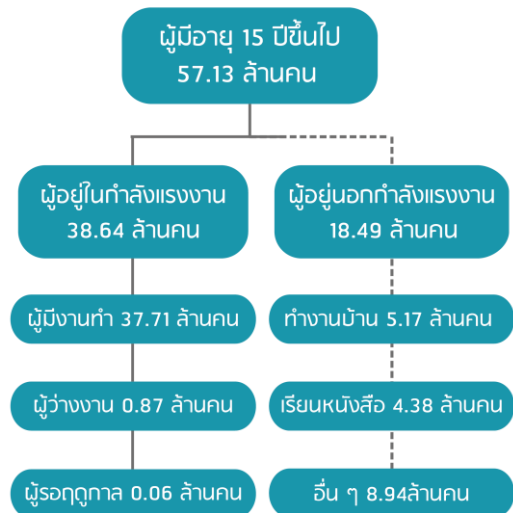 ผู้มีอายุ 15 ปีขึ้นไป
57.13 ล้านคน
ผู้อยู่ในกำลังแรงงาน
38.64 ล้านคน
ผู้อยู่นอกกำลังแรงงาน
18.49 ล้านคน
ผู้มีงานทำ 37.71 ล้านคน
ทำงานบ้าน 5.17 ล้านคน
ผู้ว่างงาน 0.87 ล้านคน
เรียนหนังสือ 4.38 ล้านคน
ผู้รอฤดูกาล 0.06 ล้านคน
อื่น ๆ 8.94ล้านคน